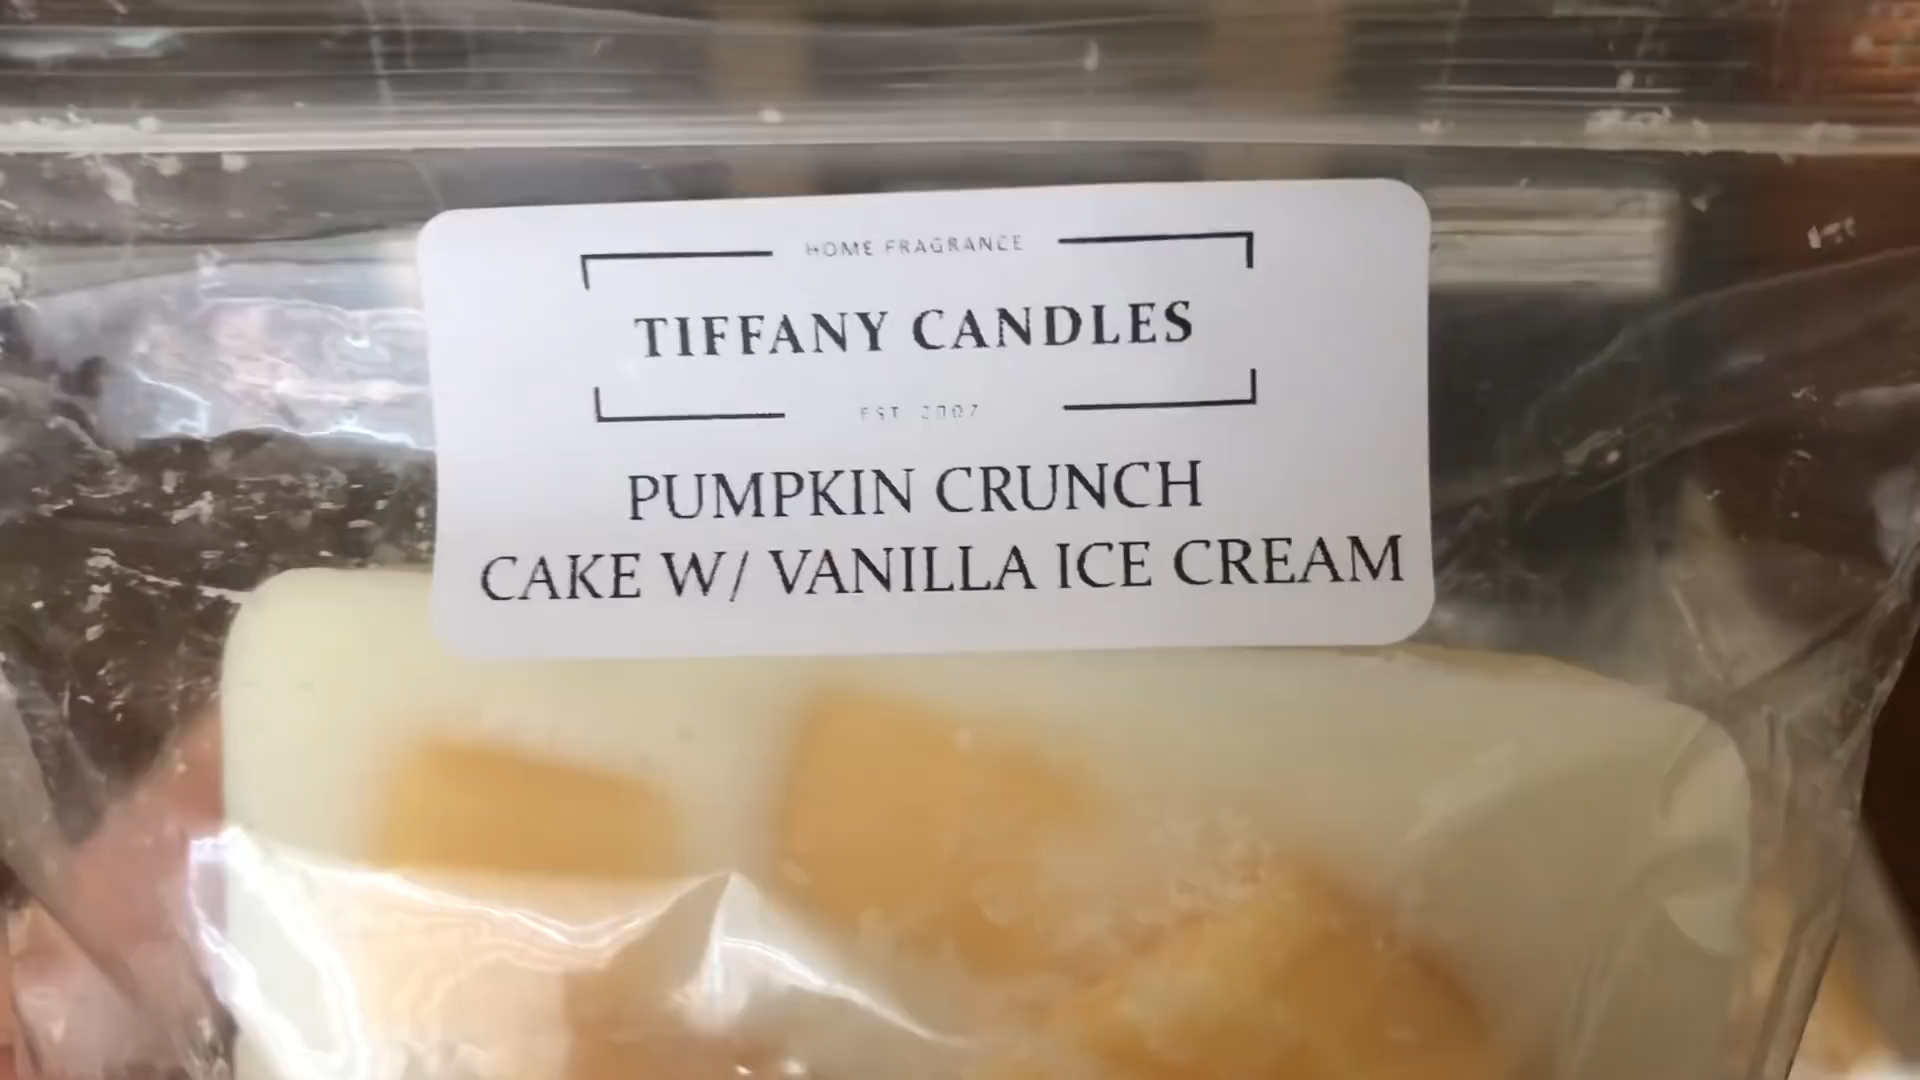 HOME FRAGRANCE
TIFFANY CANDLES
EST 2007
PUMPKIN CRUNCH
CAKE W/ VANILLA ICE CREAM